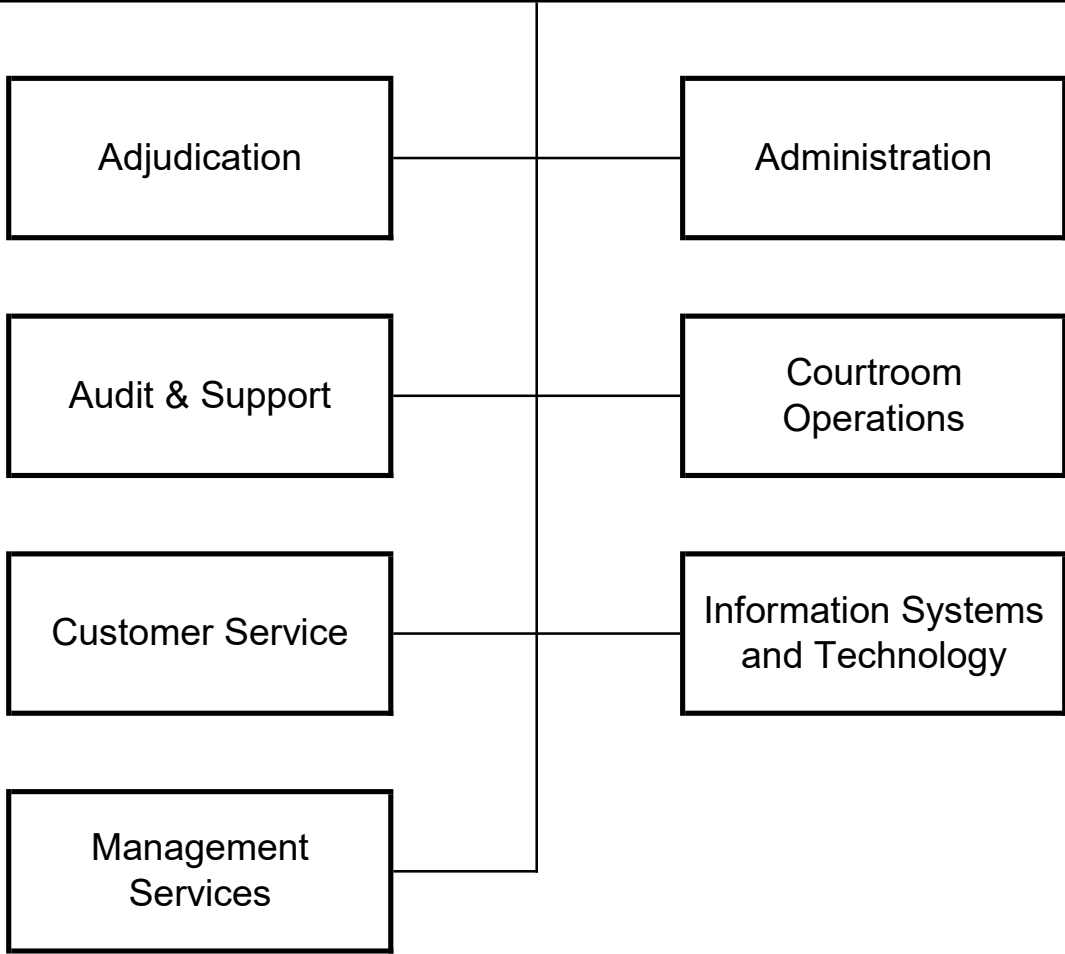 Adjudication
Administration
Audit & Support
Courtroom
Operations
Customer Service
Information Systems
and Technology
Management
Services